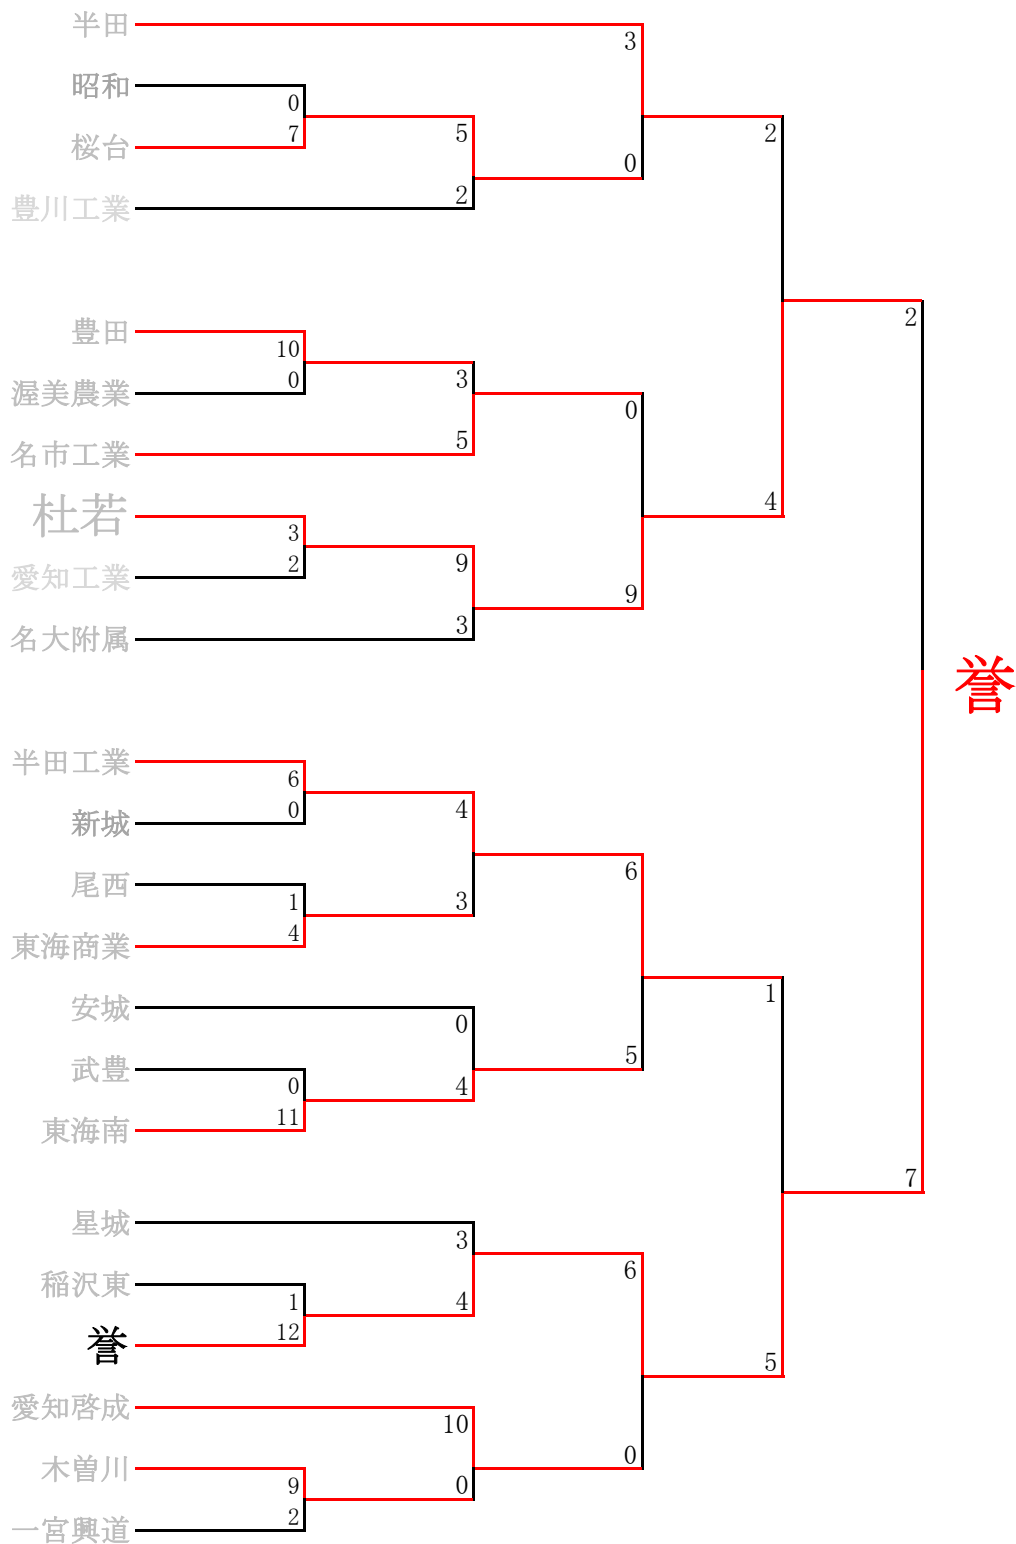 半田
3
昭和
0
2
7
5
桜台
0
2
豊川工業
豊田
2
10
3
0
0
渥美農業
5
名市工業
4
杜若
3
9
2
9
愛知工業
3
名大附属
誉
半田工業
6
4
0
新城
6
尾西
1
3
4
東海商業
1
安城
0
5
武豊
0
4
11
東海南
7
星城
3
6
稲沢東
1
4
12
誉
5
愛知啓成
10
0
木曽川
9
0
2
一宮興道